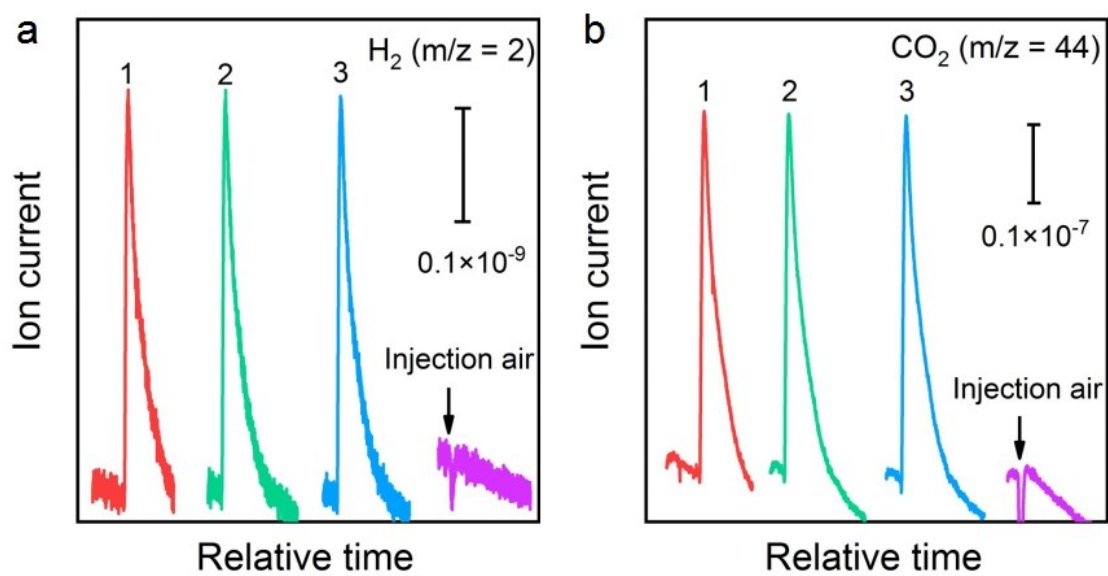 a
H₂ (m/z = 2)
1
2
3
0.1×10⁻⁹
Injection air
Ion current
Relative time
b
CO₂ (m/z = 44)
1
2
3
0.1×10⁻⁷
Injection air
Ion current
Relative time